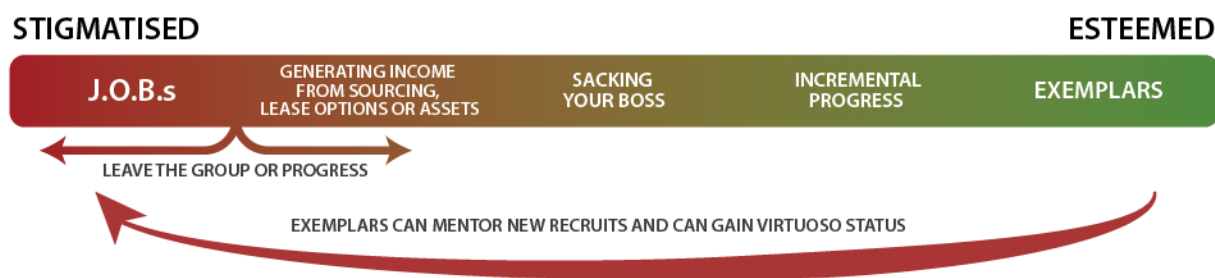 STIGMATISED
ESTEEMED
J.O.B.s
GENERATING INCOME
FROM SOURCING,
LEASE OPTIONS OR ASSETS
SACKING
YOUR BOSS
INCREMENTAL
PROGRESS
EXEMPLARS
LEAVE THE GROUP OR PROGRESS
EXEMPLARS CAN MENTOR NEW RECRUITS AND CAN GAIN VIRTUOSO STATUS